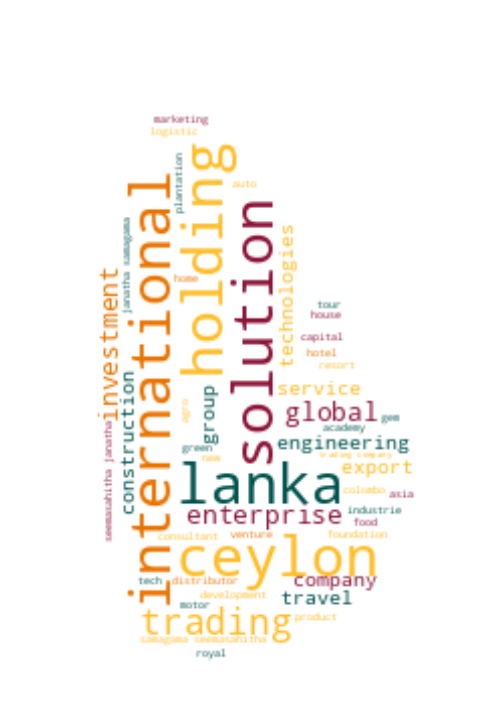 marketing
logistic
plantation
holding
auto
international
solution
janatha samagama
technologies
investment
home
tour
house
capital
hotel
resort
construction
group
agro
service
global
gem
academy
seemasahitha janatha
green
new
engineering
trading company
export
lanka
colombo
asia
enterprise
industrie
food
consultant
venture
foundation
ceylon
tech
distributor
company
development
travel
motor
trading
product
samagama seemasahitha
royal